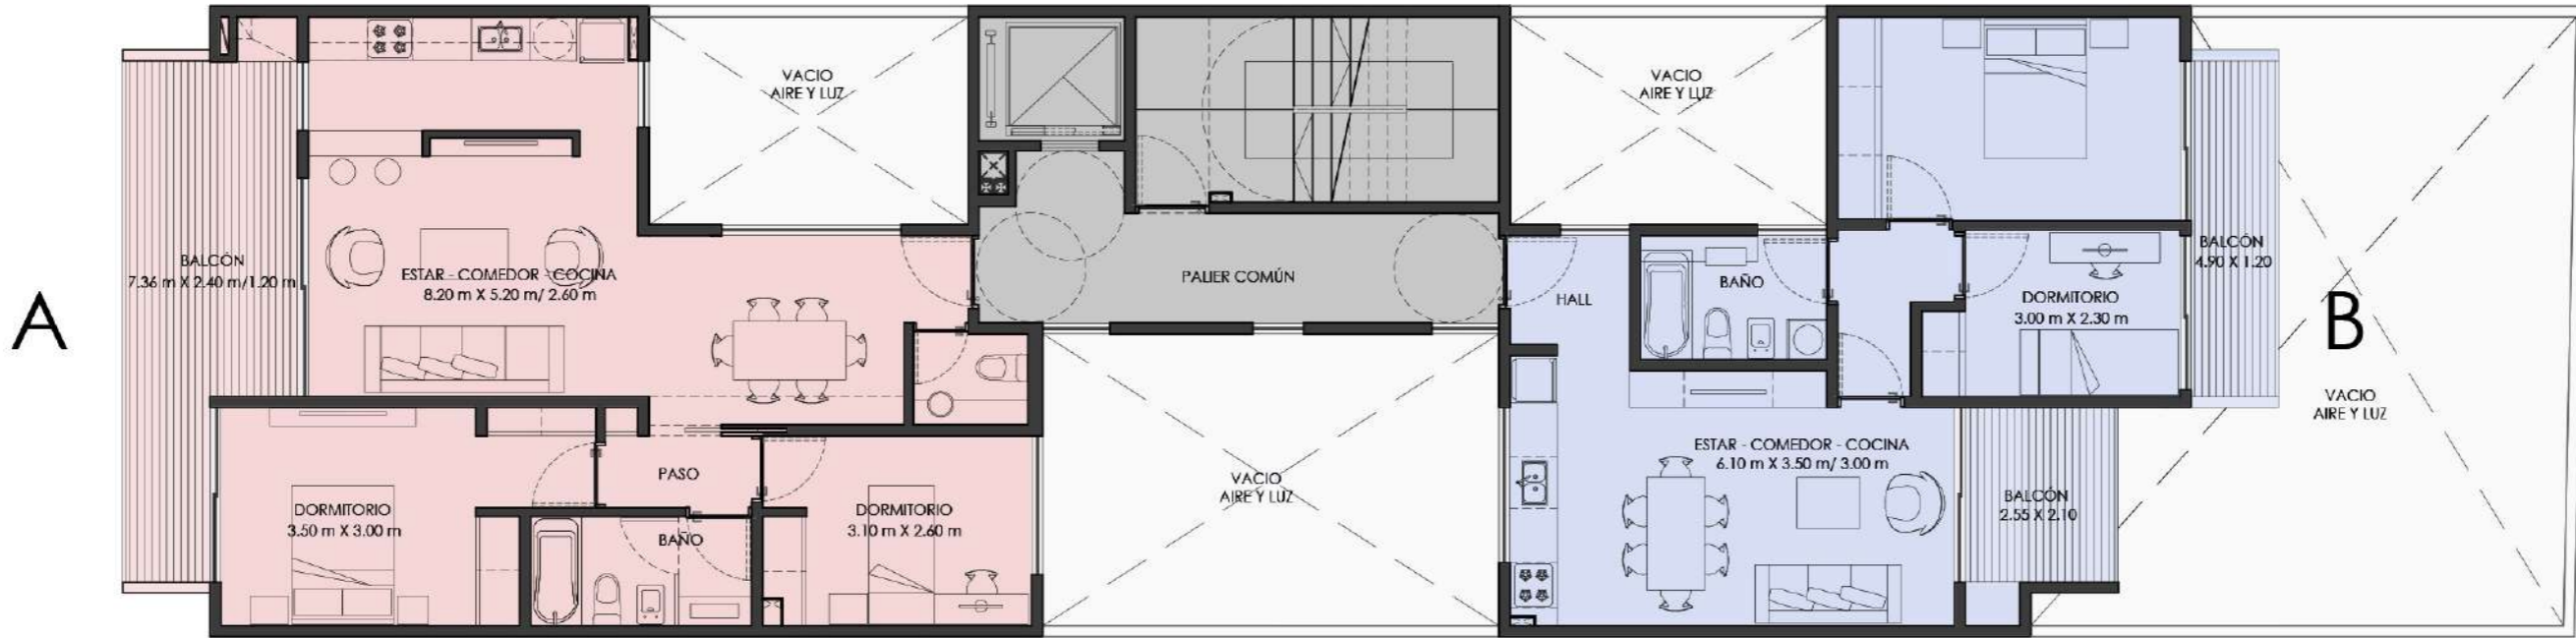 A
BALCÓN
7.36 m X 2.40 m/1.20 m
ESTAR - COMEDOR - COCINA
8.20 m X 5.20 m/ 2.60 m
DORMITORIO
3.50 m X 3.00 m
PASO
BAÑO
DORMITORIO
3.10 m X 2.60 m
VACIO
AIRE Y LUZ
PALIER COMÚN
VACIO
AIRE Y LUZ
VACIO
AIRE Y LUZ
HALL
BAÑO
DORMITORIO
3.00 m X 2.30 m
BALCÓN
4.90 X 1.20
ESTAR - COMEDOR - COCINA
6.10 m X 3.50 m/ 3.00 m
BALCÓN
2.55 X 2.10
B
VACIO
AIRE Y LUZ